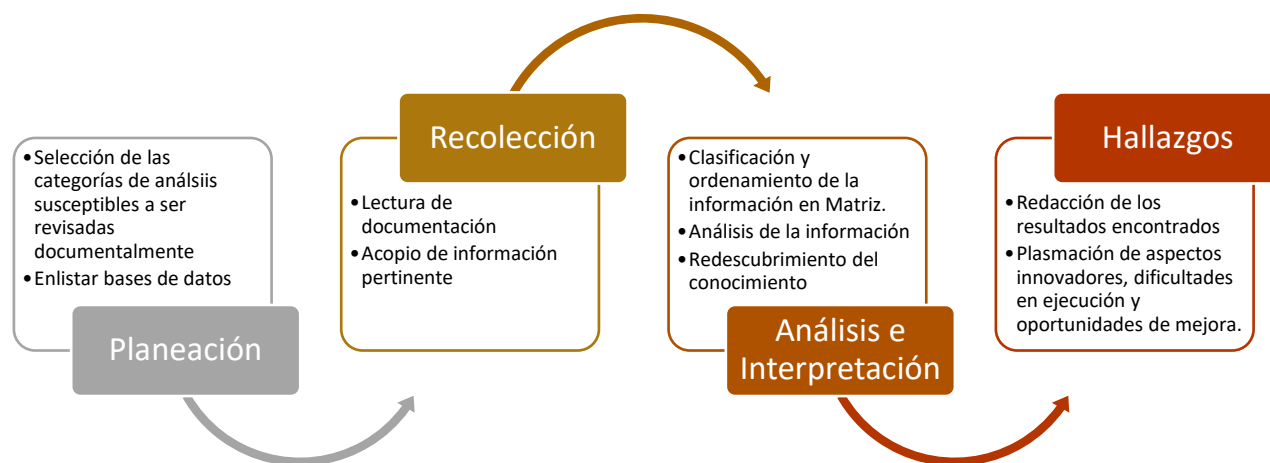 •Selección de las
categorías de análsiis
susceptibles a ser
revisadas
documentalmente
•Enlistar bases de datos
Planeación
Recolección
•Lectura de
documentación
•Acopio de información
pertinente
•Clasificación y
ordenamiento de la
información en Matriz.
•Análisis de la información
•Redescubrimiento del
conocimiento
Análisis e
Interpretación
Hallazgos
•Redacción de los
resultados encontrados
•Plasmación de aspectos
innovadores, dificultades
en ejecución y
oportunidades de mejora.